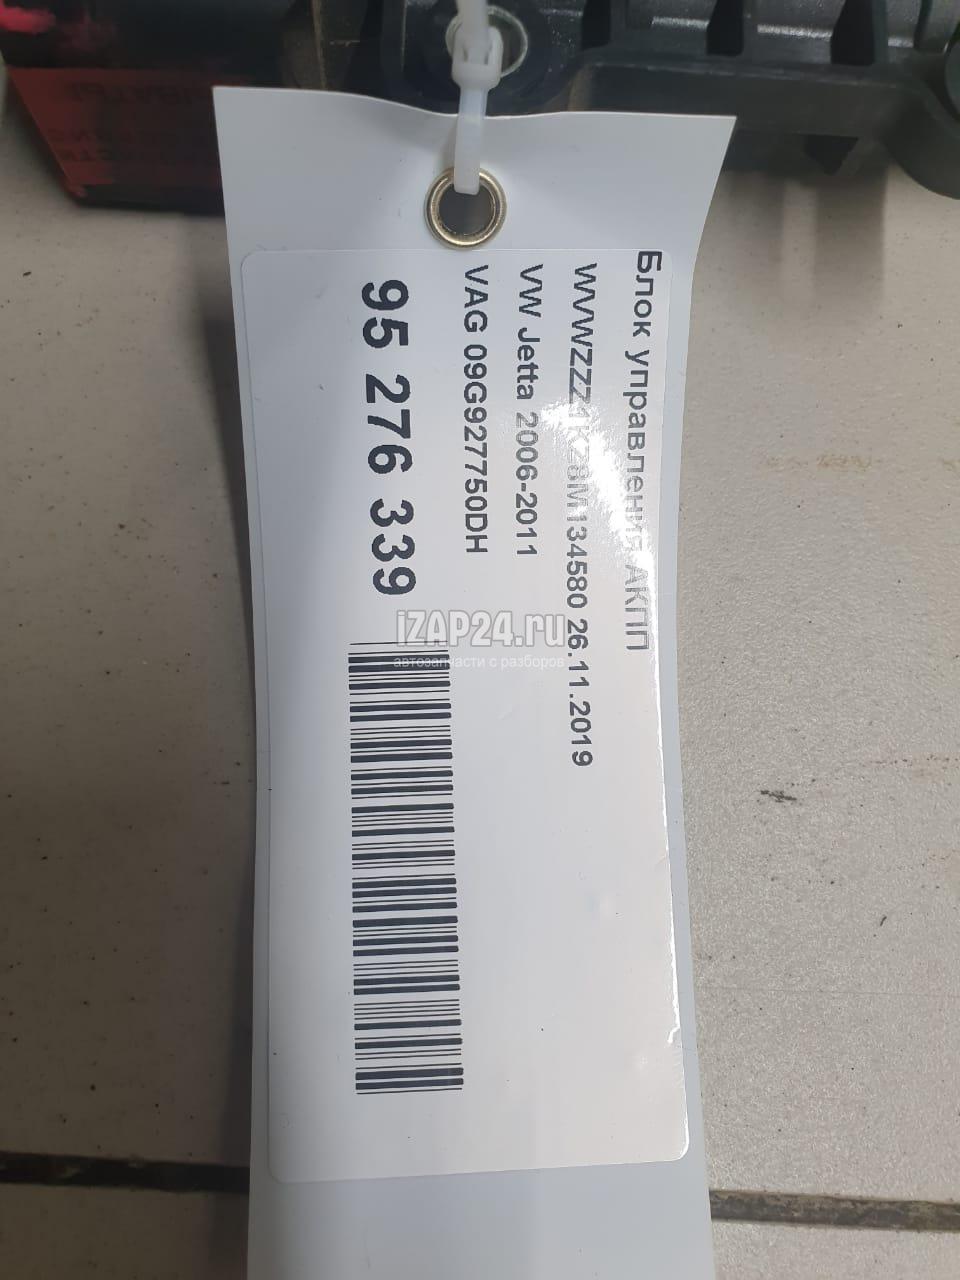 Блок управления АКПП
WVWZZZ1KZ8M134580 26.11.2019
VW Jetta 2006-2011
VAG 09G927750DH
95 276 339
iZAP24.ru
автозапчасти с разборов